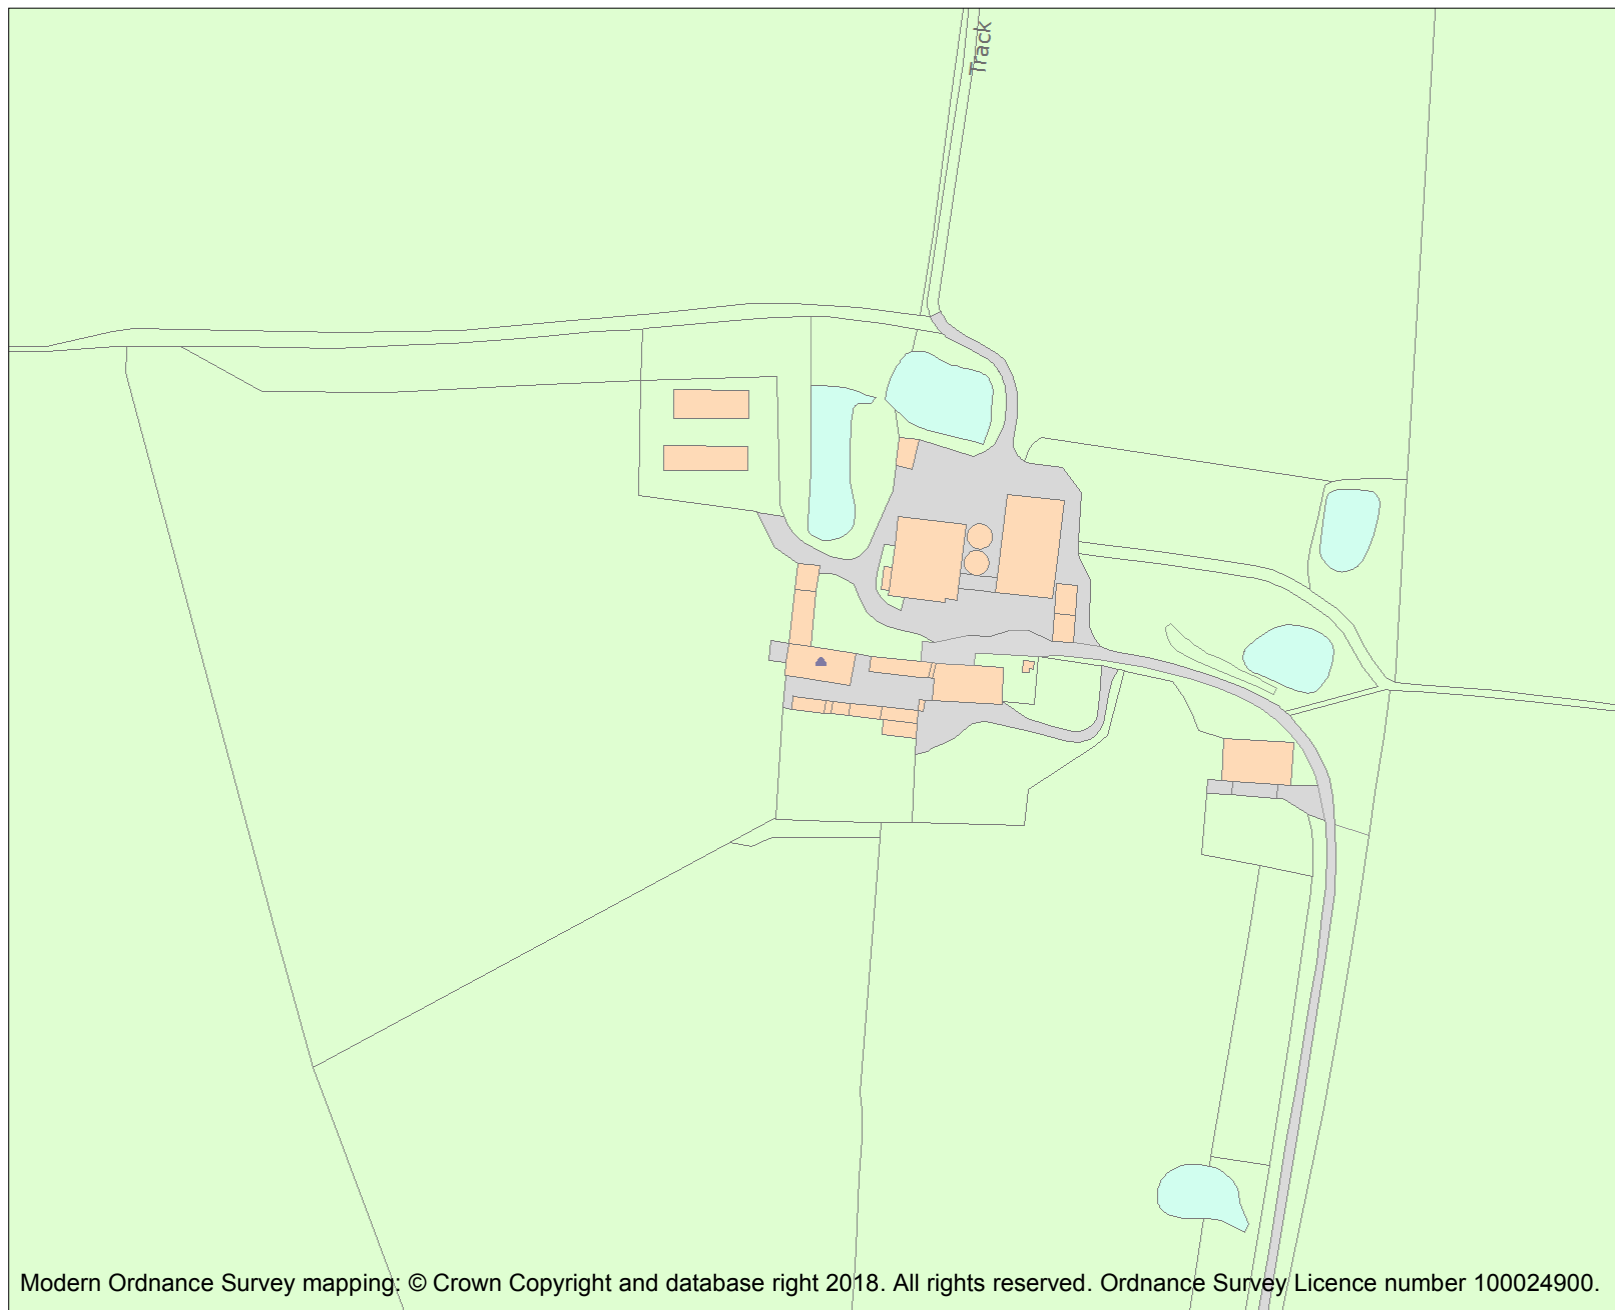 Track
Modern Ordnance Survey mapping: © Crown Copyright and database right 2018. All rights reserved. Ordnance Survey Licence number 100024900.